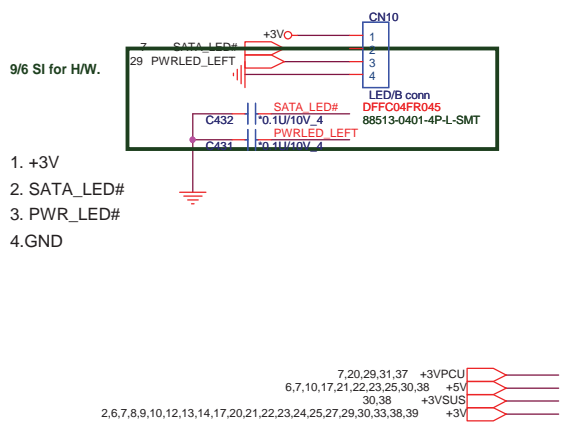 CN10
+3V
1
7 SATA_LED#
2
29 PWRLED_LEFT
3
4
9/6 SI for H/W.
LED/B conn
SATA_LED#
DFFC04FR045
C432
*0.1U/10V_4
88513-0401-4P-L-SMT
PWRLED_LEFT
C431
*0.1U/10V_4
1. +3V
2. SATA_LED#
3. PWR_LED#
4.GND
7,20,29,31,37 +3VPCU
6,7,10,17,21,22,23,25,30,38 +5V
30,38 +3VSUS
2,6,7,8,9,10,12,13,14,17,20,21,22,23,24,25,27,29,30,33,38,39 +3V